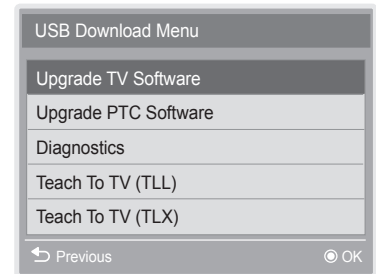 USB Download Menu
Upgrade TV Software
Upgrade PTC Software
Diagnostics
Teach To TV (TLL)
Teach To TV (TLX)
Previous OK